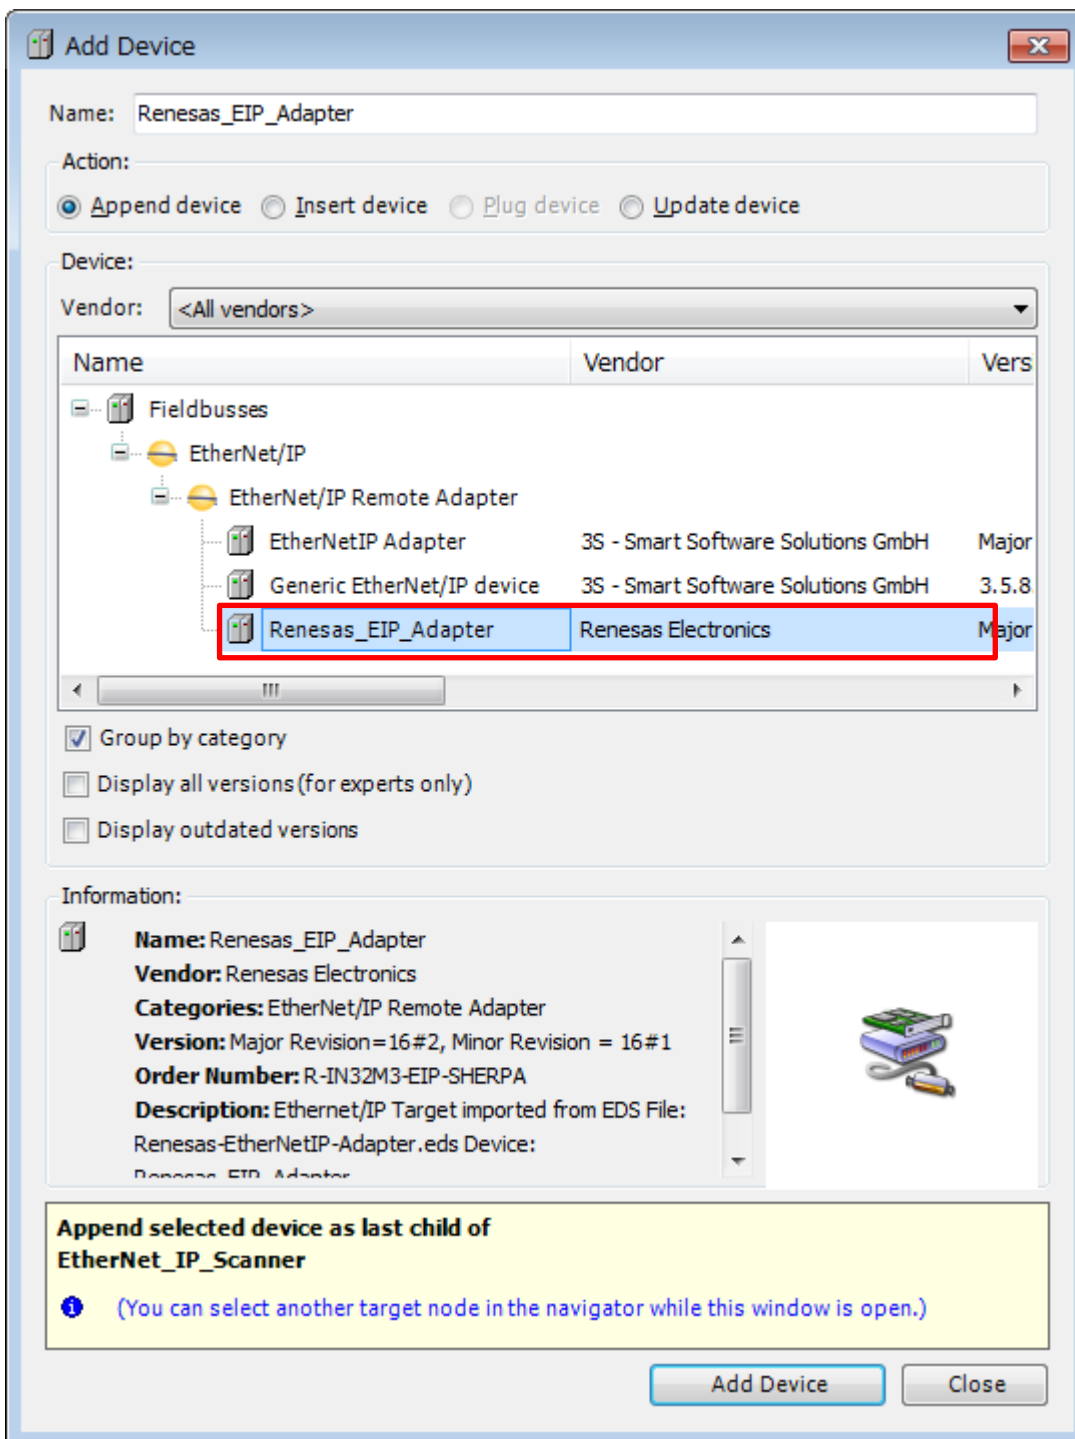 Add Device
Name: Renesas_EIP_Adapter
Action:
Append device Insert device Plug device Update device
Device:
Vendor: <All vendors>
Name Vendor Vers
Fieldbusses
EtherNet/IP
EtherNet/IP Remote Adapter
EtherNetIP Adapter 3S - Smart Software Solutions GmbH Major
Generic EtherNet/IP device 3S - Smart Software Solutions GmbH 3.5.8
Renesas_EIP_Adapter Renesas Electronics Major
Group by category
Display all versions (for experts only)
Display outdated versions
Information:
Name: Renesas_EIP_Adapter
Vendor: Renesas Electronics
Categories: EtherNet/IP Remote Adapter
Version: Major Revision=16#2, Minor Revision = 16#1
Order Number: R-IN32M3-EIP-SHERPA
Description: Ethernet/IP Target imported from EDS File:
Renesas-EtherNetIP-Adapter.eds Device:
Renesas_EIP_Adapter
Append selected device as last child of
EtherNet_IP_Scanner
(You can select another target node in the navigator while this window is open.)
Add Device Close